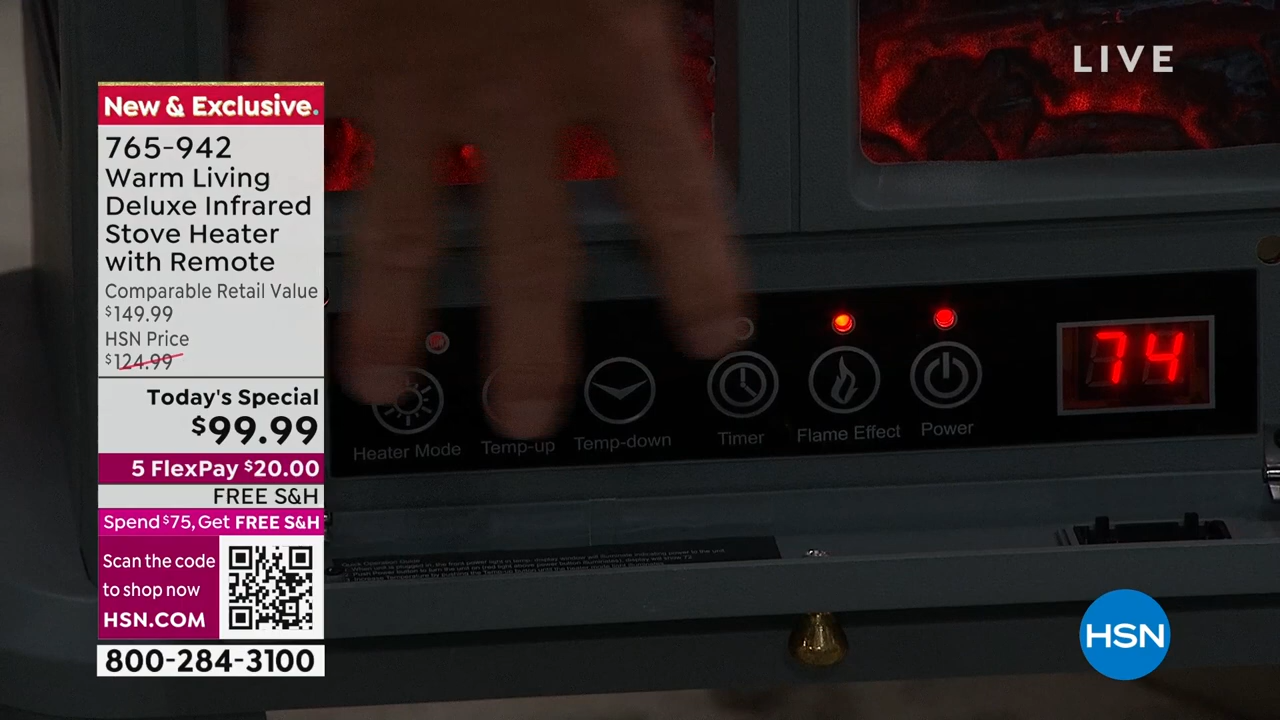 LIVE
New & Exclusive.
765-942
Warm Living
Deluxe Infrared
Stove Heater
with Remote
Comparable Retail Value
$149.99
HSN Price
$124.99
Today's Special
$99.99
5 FlexPay $20.00
FREE S&H
Spend $75, Get FREE S&H
Scan the code
to shop now
HSN.COM
800-284-3100
Heater Mode
Temp-up
Temp-down
Timer
Flame Effect
Power
74
Quick Operation Guide
HSN